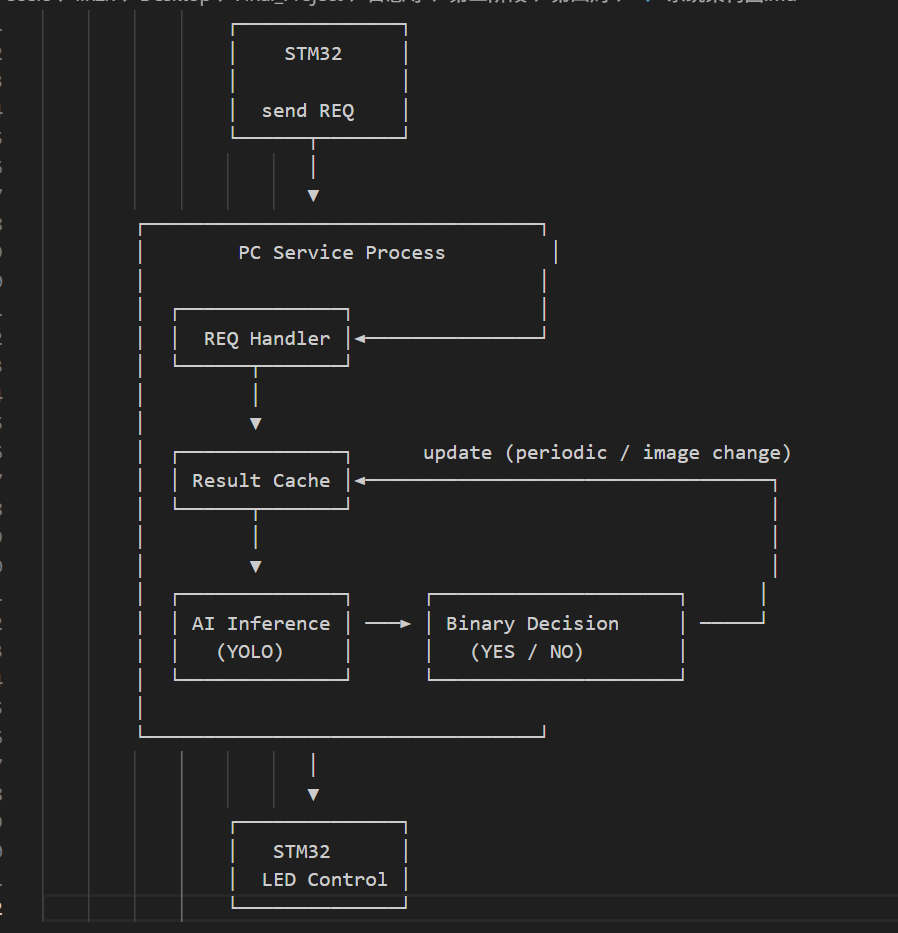 STM32
send REQ
PC Service Process
REQ Handler
update (periodic / image change)
Result Cache
AI Inference
(YOLO)
Binary Decision
(YES / NO)
STM32
LED Control